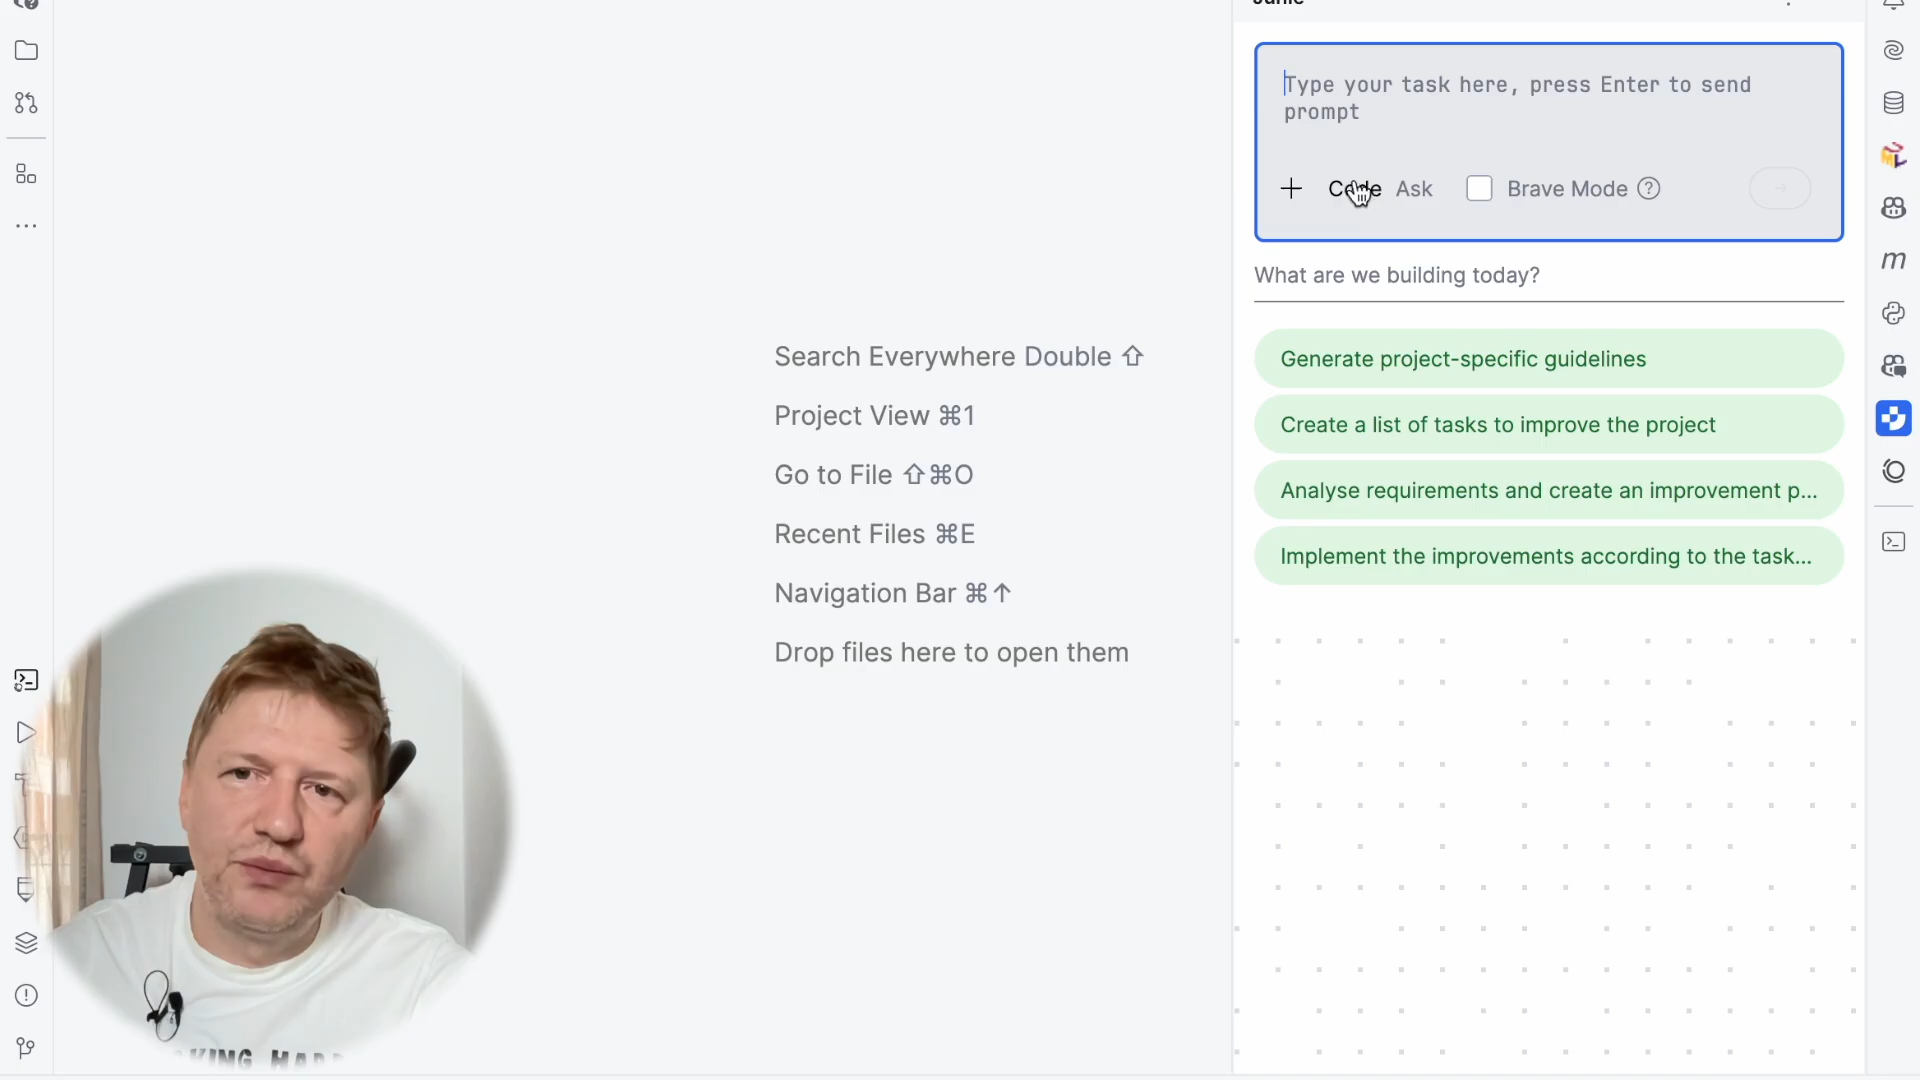 Junie
Type your task here, press Enter to send
prompt
Code Ask Brave Mode
What are we building today?
Generate project-specific guidelines
Create a list of tasks to improve the project
Analyse requirements and create an improvement p...
Implement the improvements according to the task...
Search Everywhere Double ⇧
Project View ⌘1
Go to File ⇧⌘O
Recent Files ⌘E
Navigation Bar ⌘↑
Drop files here to open them